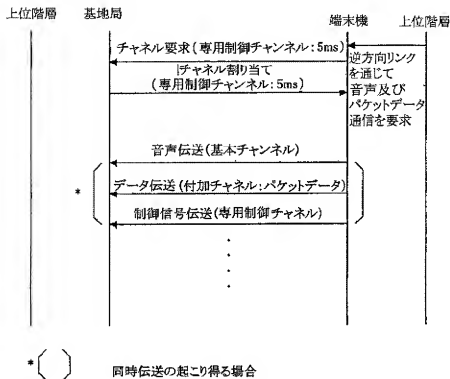 上位階層 基地局 端末機 上位階層
チャネル要求(専用制御チャンネル:5ms)
チャネル割り当て
(専用制御チャンネル:5ms)
逆方向リンク
を通じて
音声及び
パケットデータ
通信を要求
音声伝送(基本チャンネル)
* データ伝送(付加チャネル:パケットデータ)
制御信号伝送(専用制御チャネル)
* 同時伝送の起こり得る場合